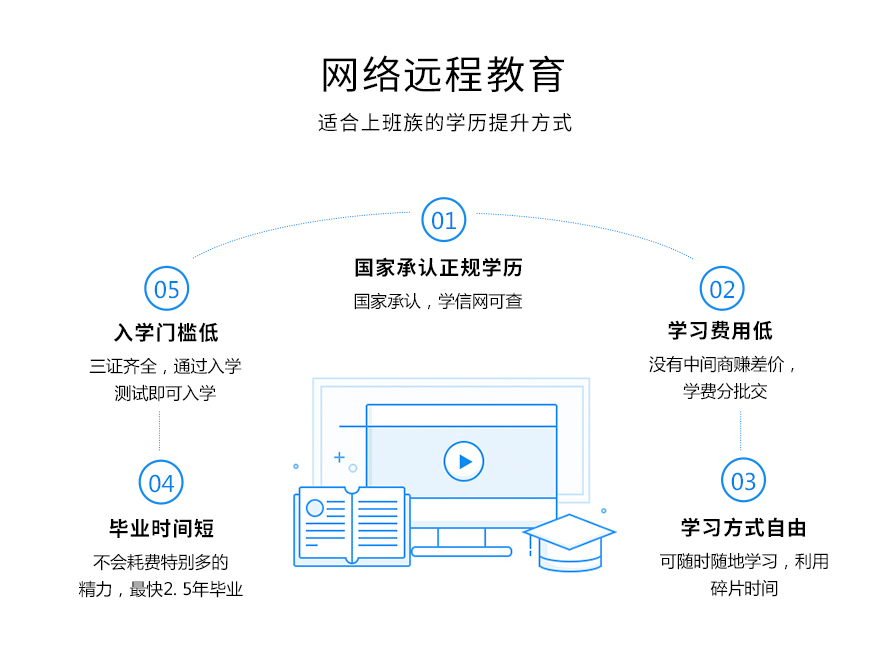 网络远程教育
适合上班族的学历提升方式
01
国家承认正规学历
国家承认，学信网可查
02
学习费用低
没有中间商赚差价，
学费分批交
03
学习方式自由
可随时随地学习，利用
碎片时间
04
毕业时间短
不会耗费特别多的
精力，最快2. 5年毕业
05
入学门槛低
三证齐全，通过入学
测试即可入学